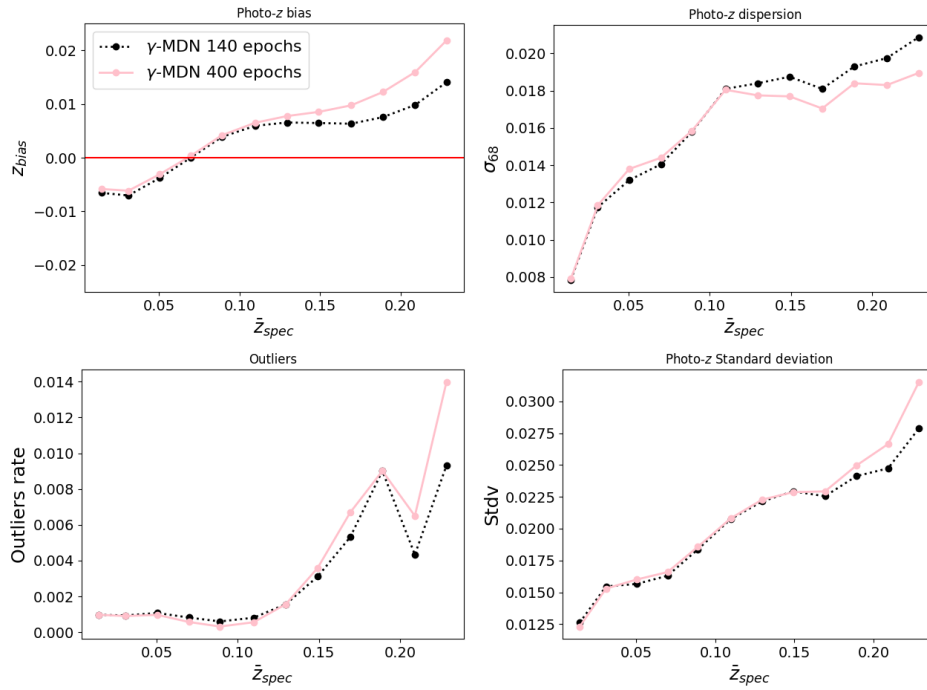 Photo-z bias
γ-MDN 140 epochs
γ-MDN 400 epochs
0.02
0.01
0.00
−0.01
−0.02
z_bias
0.05 0.10 0.15 0.20
z̄_spec
Photo-z dispersion
0.020
0.018
0.016
0.014
0.012
0.010
0.008
σ_68
0.05 0.10 0.15 0.20
z̄_spec
Outliers
0.014
0.012
0.010
0.008
0.006
0.004
0.002
0.000
Outliers rate
0.05 0.10 0.15 0.20
z̄_spec
Photo-z Standard deviation
0.0300
0.0275
0.0250
0.0225
0.0200
0.0175
0.0150
0.0125
Stdv
0.05 0.10 0.15 0.20
z̄_spec